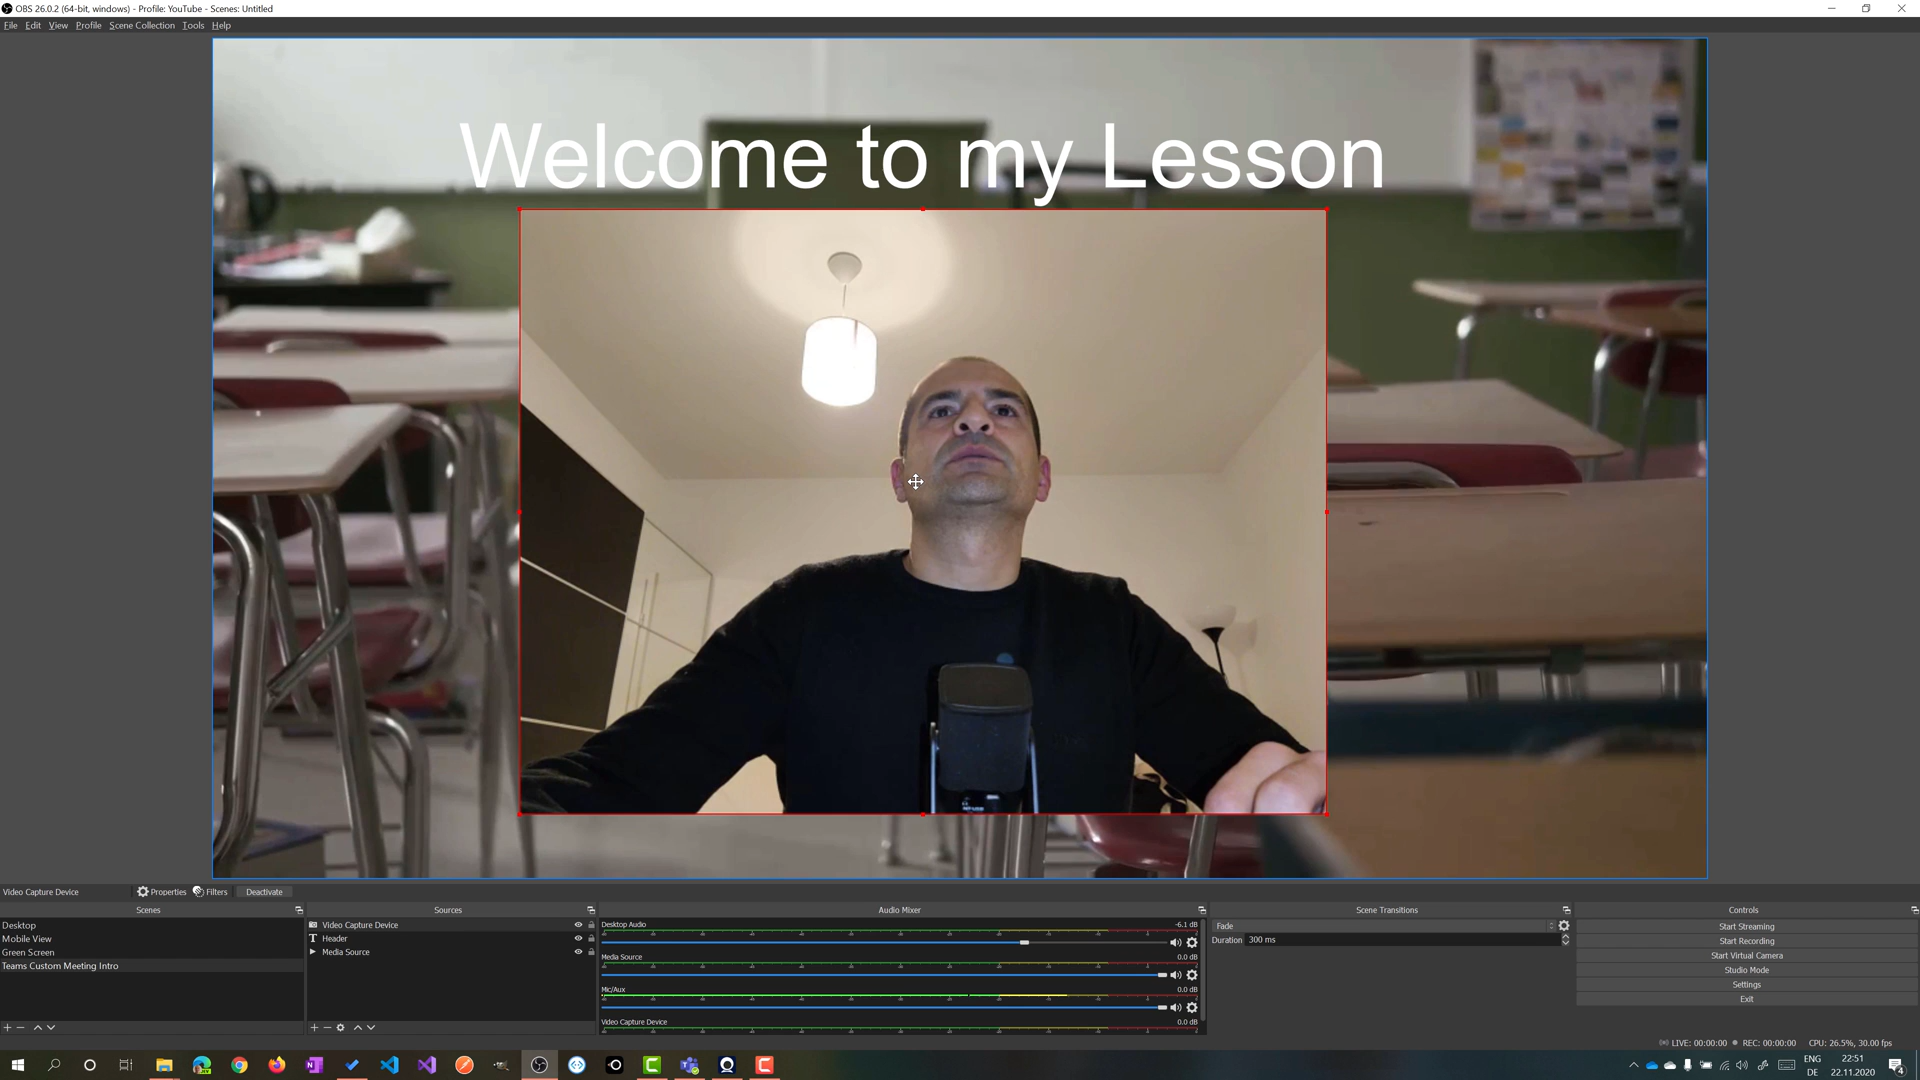 OBS 26.0.2 (64-bit, windows) - Profile: YouTube - Scenes: Untitled
File Edit View Profile Scene Collection Tools Help
Welcome to my Lesson
Video Capture Device Properties Filters Deactivate
Scenes
Desktop
Mobile View
Green Screen
Teams Custom Meeting Intro
Sources
Video Capture Device
Header
Media Source
Audio Mixer
Desktop Audio -6.1 dB
Media Source 0.0 dB
Mic/Aux 0.0 dB
Video Capture Device 0.0 dB
Scene Transitions
Fade
Duration 300 ms
Controls
Start Streaming
Start Recording
Start Virtual Camera
Studio Mode
Settings
Exit
LIVE: 00:00:00 REC: 00:00:00 CPU: 26.5%, 30.00 fps
ENG
DE
22:51
22.11.2020
4